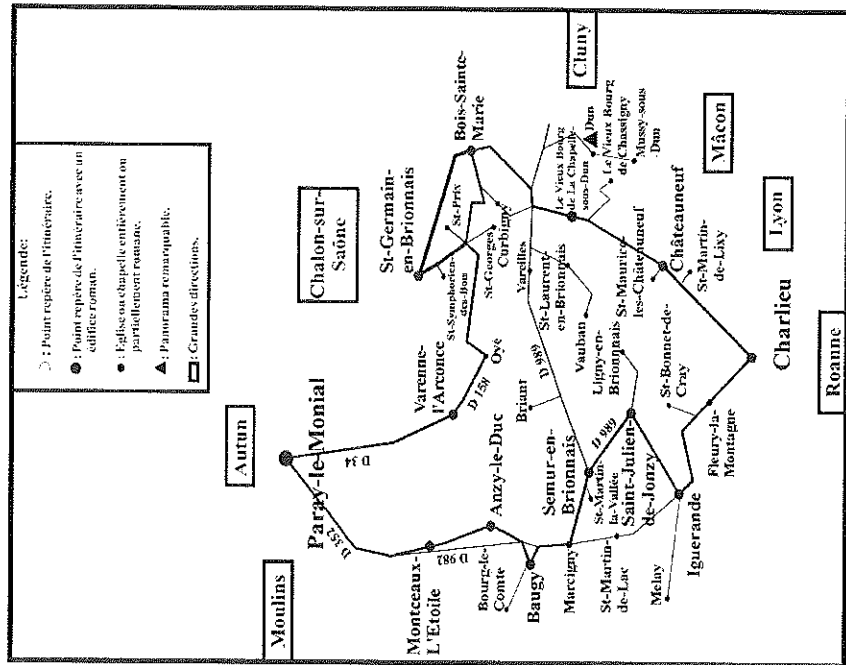 Légende:
: Point repère de l'itinéraire.
: Point repère de l'itinéraire avec un
édifice roman.
: Eglise ou chapelle entièrement ou
partiellement romane.
: Panorama remarquable.
: Grandes directions.
Moulins
Autun
Chalon-sur-
Saône
Paray-le-Monial
D 352
D 34
Montceaux-
L'Etoile
D 982
Varenne-
l'Arconce
D 158
Oyé
St-Germain-
en-Brionnais
St-Symphorien-
des-Bois
St-Prix
St-Georges
Curbigny
Bois-Sainte-
Marie
Anzy-le-Duc
Bourg-le-
Comte
Baugy
Marcigny
Semur-en-
Brionnais
Briant
D 989
Vareilles
St-Laurent-
en-Brionnais
Vauban
Le Vieux Bourg
de La Chapelle-
sous-Dun
Dun
Le Vieux Bourg
de Chassigny
Mussy-sous
-Dun
Cluny
St-Martin-
la-Vallée
D 989
Saint-Julien-
de-Jonzy
Ligny-en-
Brionnnais
St-Martin-
de-Lac
Melay
Iguerande
St-Bonnet-de-
Cray
Fleury-la-
Montagne
Charlieu
St-Maurice-
les-Châteauneuf
Châteauneuf
St-Martin-
de-Lixy
Mâcon
Lyon
Roanne